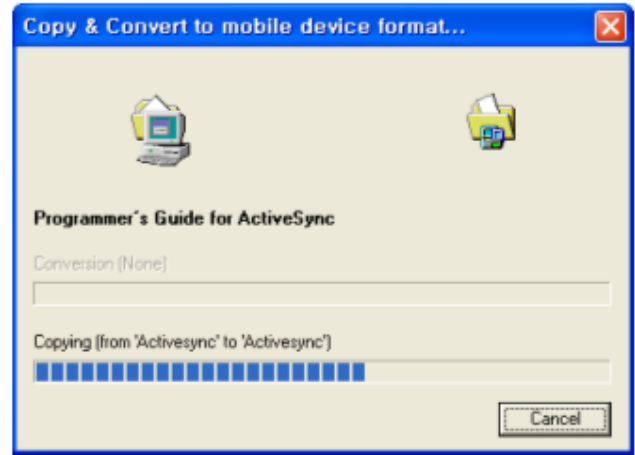 Copy & Convert to mobile device format...
Programmer's Guide for ActiveSync
Conversion (None)
Copying (from 'Activesync' to 'Activesync')
Cancel